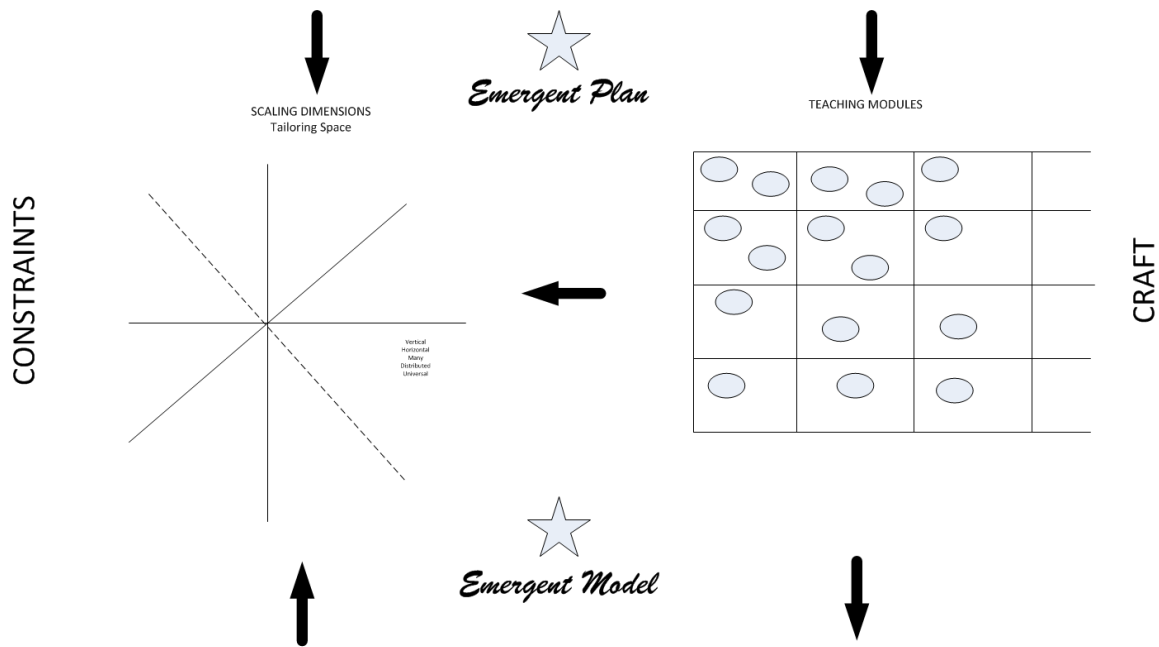 Emergent Plan
SCALING DIMENSIONS
Tailoring Space
TEACHING MODULES
CONSTRAINTS
CRAFT
Vertical
Horizontal
Many
Distributed
Universal
Emergent Model